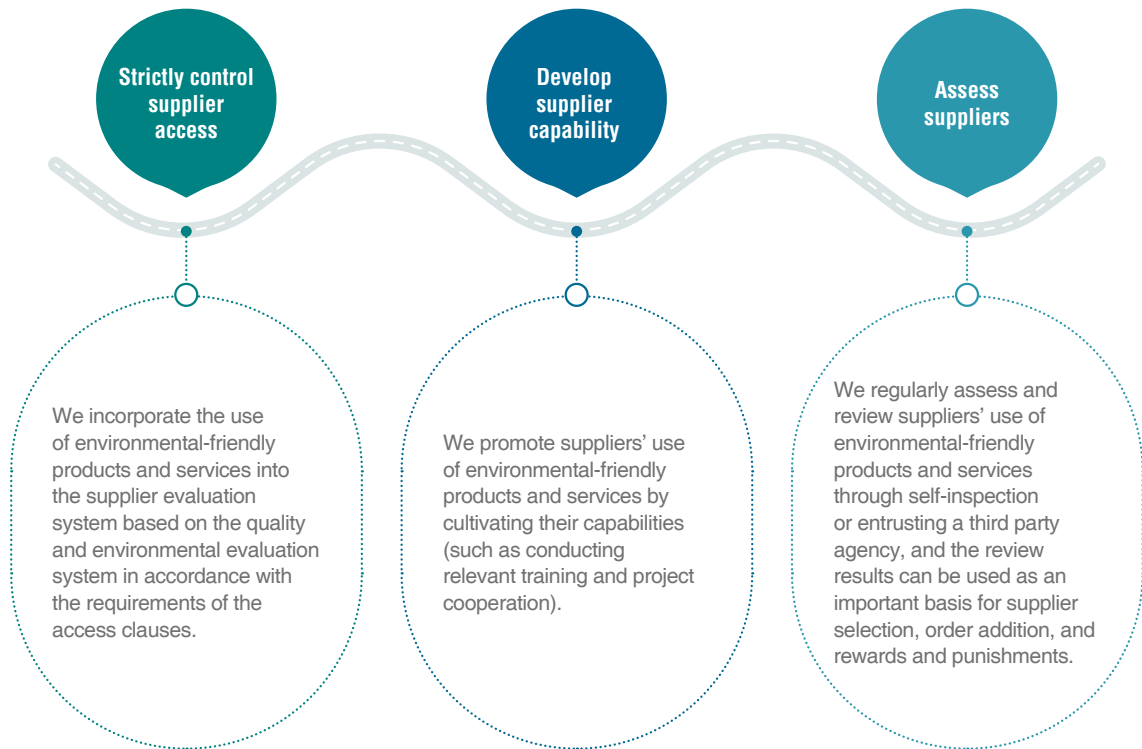 Strictly control
supplier
access
We incorporate the use
of environmental-friendly
products and services into
the supplier evaluation
system based on the quality
and environmental evaluation
system in accordance with
the requirements of the
access clauses.
Develop
supplier
capability
We promote suppliers’ use
of environmental-friendly
products and services by
cultivating their capabilities
(such as conducting
relevant training and project
cooperation).
Assess
suppliers
We regularly assess and
review suppliers’ use of
environmental-friendly
products and services
through self-inspection
or entrusting a third party
agency, and the review
results can be used as an
important basis for supplier
selection, order addition, and
rewards and punishments.